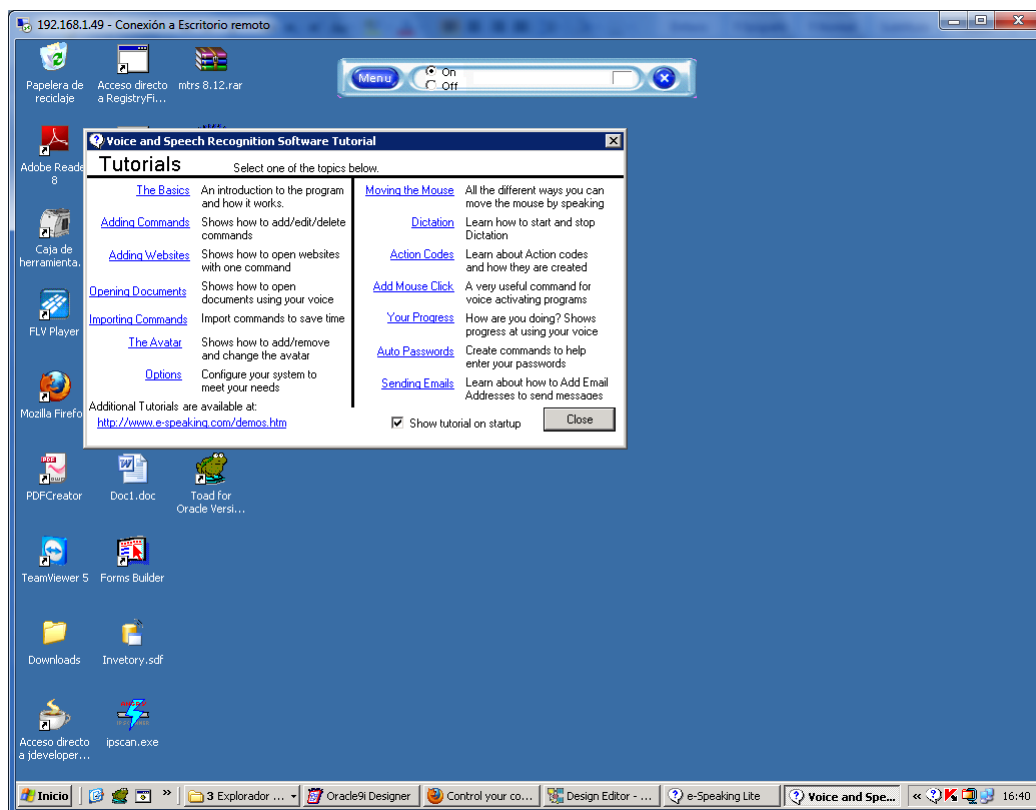 192.168.1.49 - Conexión a Escritorio remoto
Papelera de
reciclaje
Acceso directo
a RegistryFi...
mtrs 8.12.rar
Menu
On
Off
Adobe Reade
8
Caja de
herramienta.
FLV Player
Mozilla Firefo
Voice and Speech Recognition Software Tutorial
Tutorials
Select one of the topics below.
The Basics
An introduction to the program
and how it works.
Adding Commands
Shows how to add/edit/delete
commands
Adding Websites
Shows how to open websites
with one command
Opening Documents
Shows how to open
documents using your voice
Importing Commands
Import commands to save time
The Avatar
Shows how to add/remove
and change the avatar
Options
Configure your system to
meet your needs
Additional Tutorials are available at:
http://www.e-speaking.com/demos.htm
Moving the Mouse
All the different ways you can
move the mouse by speaking
Dictation
Learn how to start and stop
Dictation
Action Codes
Learn about Action codes
and how they are created
Add Mouse Click
A very useful command for
voice activating programs
Your Progress
How are you doing? Shows
progress at using your voice
Auto Passwords
Create commands to help
enter your passwords
Sending Emails
Learn about how to Add Email
Addresses to send messages
Show tutorial on startup
Close
PDFCreator
Doc1.doc
Toad for
Oracle Versi...
TeamViewer 5
Forms Builder
Downloads
Invetory.sdf
Acceso directo
a jdeveloper...
ipscan.exe
Inicio
3 Explorador ...
Oracle9i Designer
Control your co...
Design Editor - ...
e-Speaking Lite
Voice and Spe...
16:48